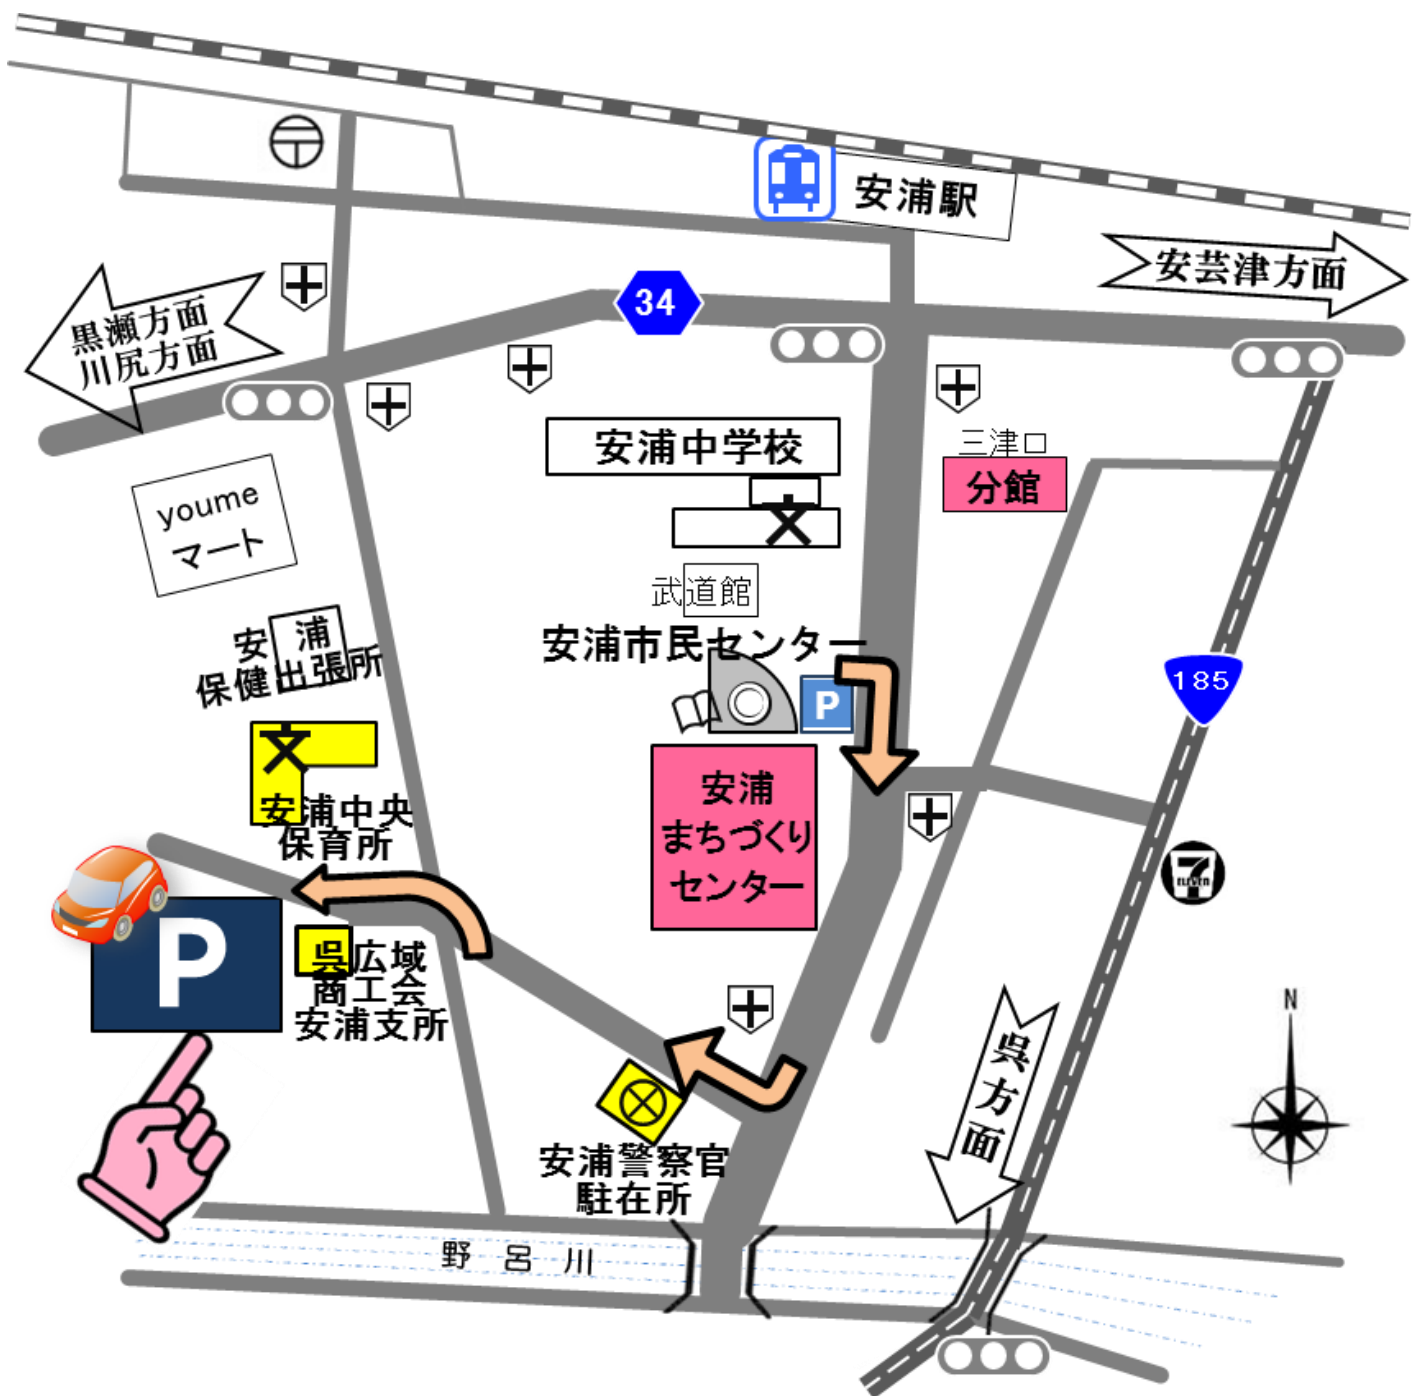 安浦駅
安芸津方面
黒瀬方面
川尻方面
34
安浦中学校
三津口
分館
youme
マート
武道館
安浦
保健出張所
安浦市民センター
P
185
安浦
まちづくり
センター
安浦中央
保育所
7
ELEVEN
P
呉広域
商工会
安浦支所
N
呉方面
安浦警察官
駐在所
野呂川